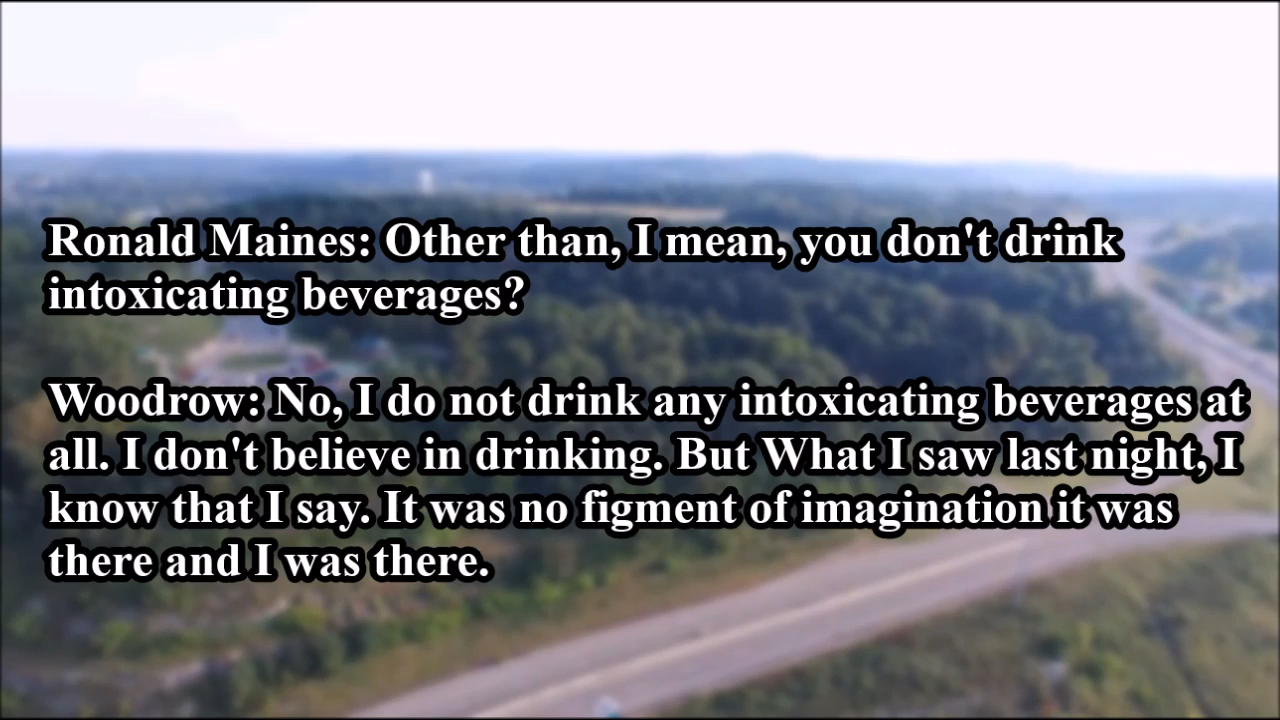 Ronald Maines: Other than, I mean, you don't drink
intoxicating beverages?
Woodrow: No, I do not drink any intoxicating beverages at
all. I don't believe in drinking. But What I saw last night, I
know that I say. It was no figment of imagination it was
there and I was there.